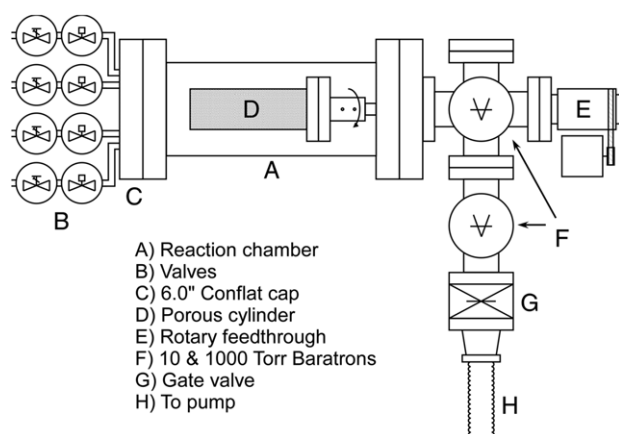 D
E
A
B
C
F
G
H
A) Reaction chamber
B) Valves
C) 6.0" Conflat cap
D) Porous cylinder
E) Rotary feedthrough
F) 10 & 1000 Torr Baratrons
G) Gate valve
H) To pump